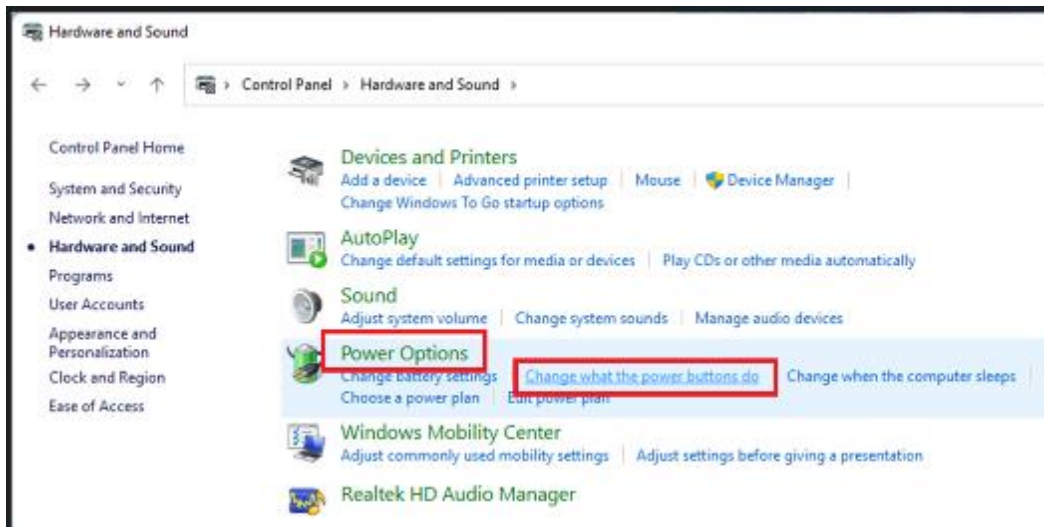 Hardware and Sound
Control Panel > Hardware and Sound >
Control Panel Home
System and Security
Network and Internet
Hardware and Sound
Programs
User Accounts
Appearance and
Personalization
Clock and Region
Ease of Access
Devices and Printers
Add a device | Advanced printer setup | Mouse | Device Manager |
Change Windows To Go startup options
AutoPlay
Change default settings for media or devices | Play CDs or other media automatically
Sound
Adjust system volume | Change system sounds | Manage audio devices
Power Options
Change battery settings | Change what the power buttons do | Change when the computer sleeps |
Choose a power plan | Edit power plan
Windows Mobility Center
Adjust commonly used mobility settings | Adjust settings before giving a presentation
Realtek HD Audio Manager